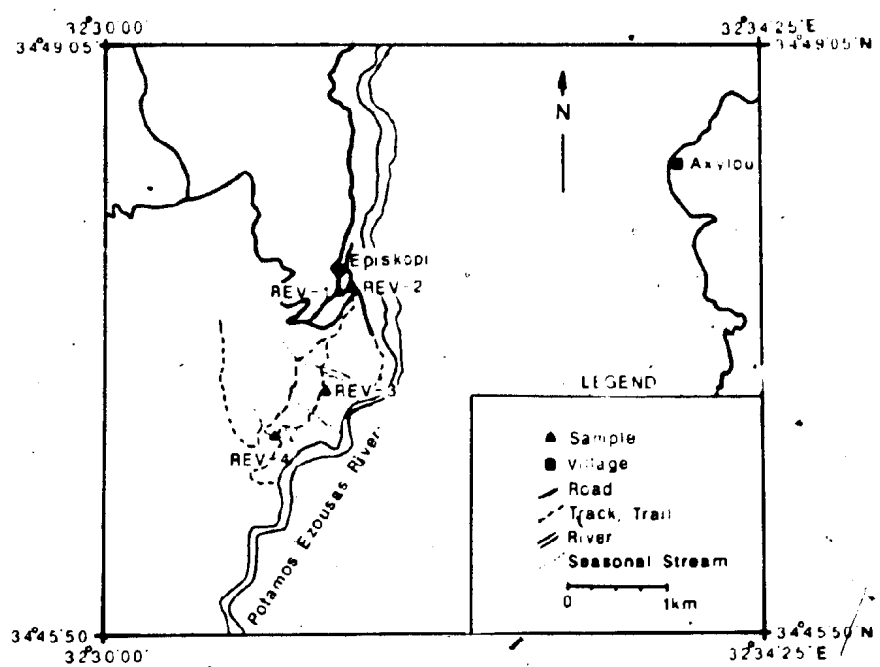 32°30'00"
32°34'25"E
34°49'05"
34°49'05"N
N
Axylou
Episkopi
REV-1
REV-2
REV-3
REV-4
Potamos Ezousas River
LEGEND
Sample
Village
Road
Track, Trail
River
Seasonal Stream
0 1km
34°45'50"
34°45'50"N
32°30'00"
32°34'25"E